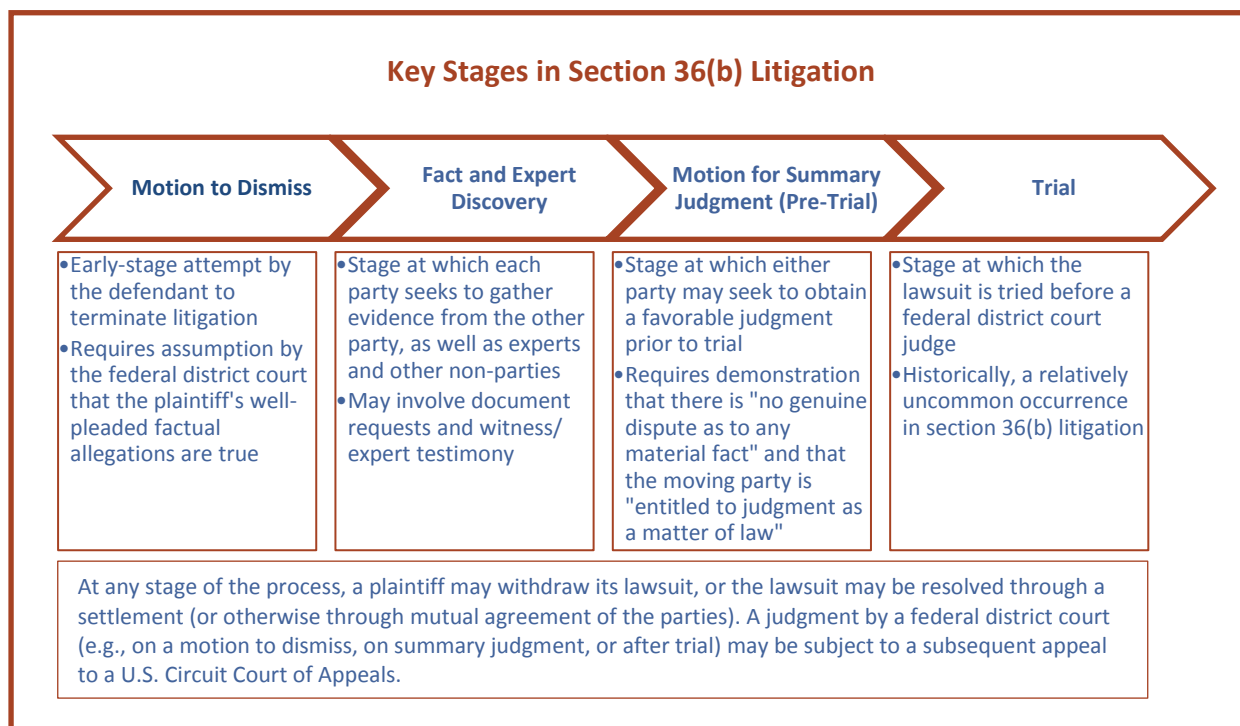 Key Stages in Section 36(b) Litigation
Motion to Dismiss
Fact and Expert
Discovery
Motion for Summary
Judgment (Pre-Trial)
Trial
•Early-stage attempt by
the defendant to
terminate litigation
•Requires assumption by
the federal district court
that the plaintiff's well-
pleaded factual
allegations are true
•Stage at which each
party seeks to gather
evidence from the other
party, as well as experts
and other non-parties
•May involve document
requests and witness/
expert testimony
•Stage at which either
party may seek to obtain
a favorable judgment
prior to trial
•Requires demonstration
that there is "no genuine
dispute as to any
material fact" and that
the moving party is
"entitled to judgment as
a matter of law"
•Stage at which the
lawsuit is tried before a
federal district court
judge
•Historically, a relatively
uncommon occurrence
in section 36(b) litigation
At any stage of the process, a plaintiff may withdraw its lawsuit, or the lawsuit may be resolved through a
settlement (or otherwise through mutual agreement of the parties). A judgment by a federal district court
(e.g., on a motion to dismiss, on summary judgment, or after trial) may be subject to a subsequent appeal
to a U.S. Circuit Court of Appeals.